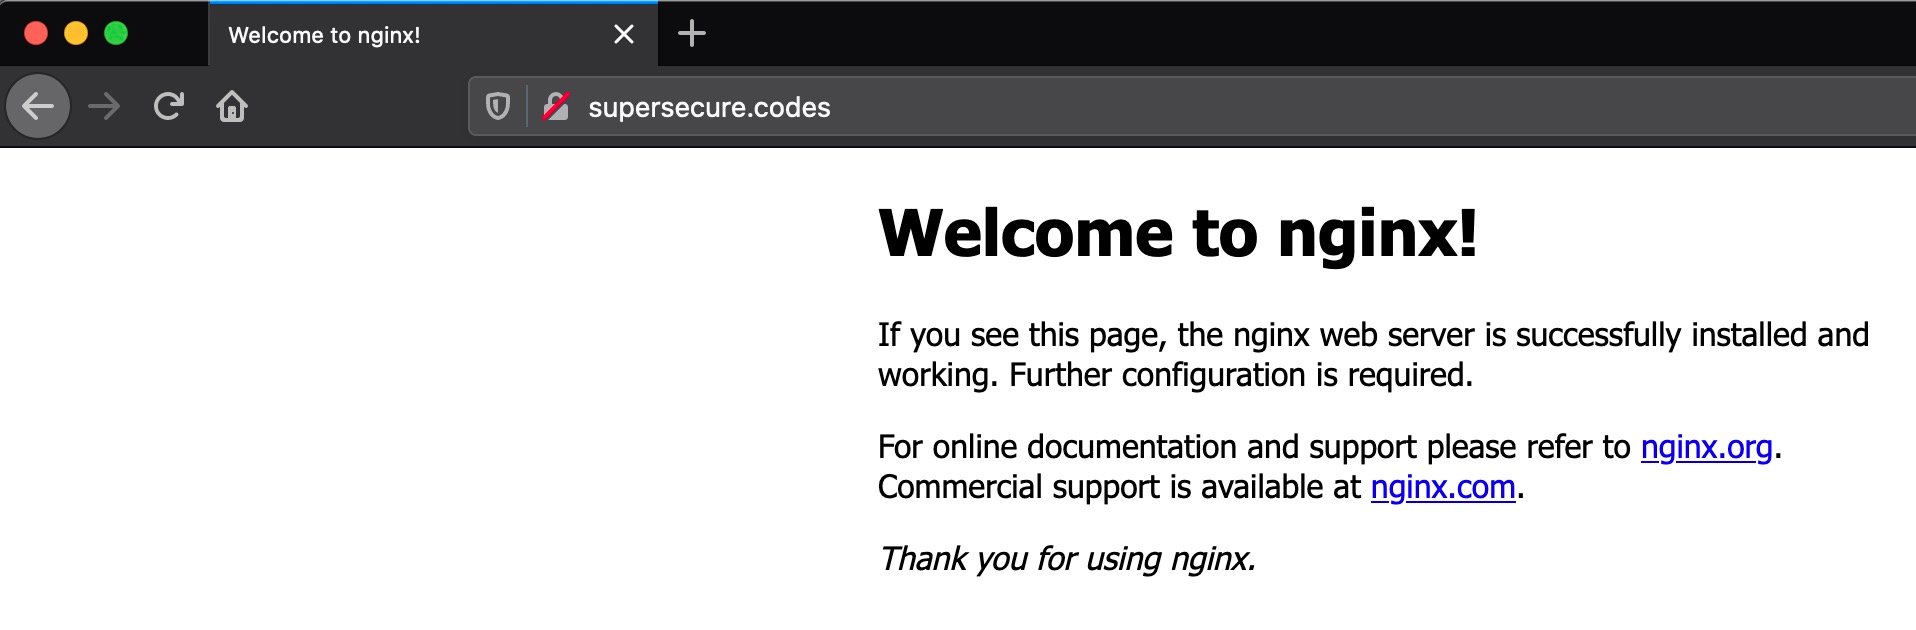 Welcome to nginx!
supersecure.codes
Welcome to nginx!
If you see this page, the nginx web server is successfully installed and
working. Further configuration is required.
For online documentation and support please refer to nginx.org.
Commercial support is available at nginx.com.
Thank you for using nginx.